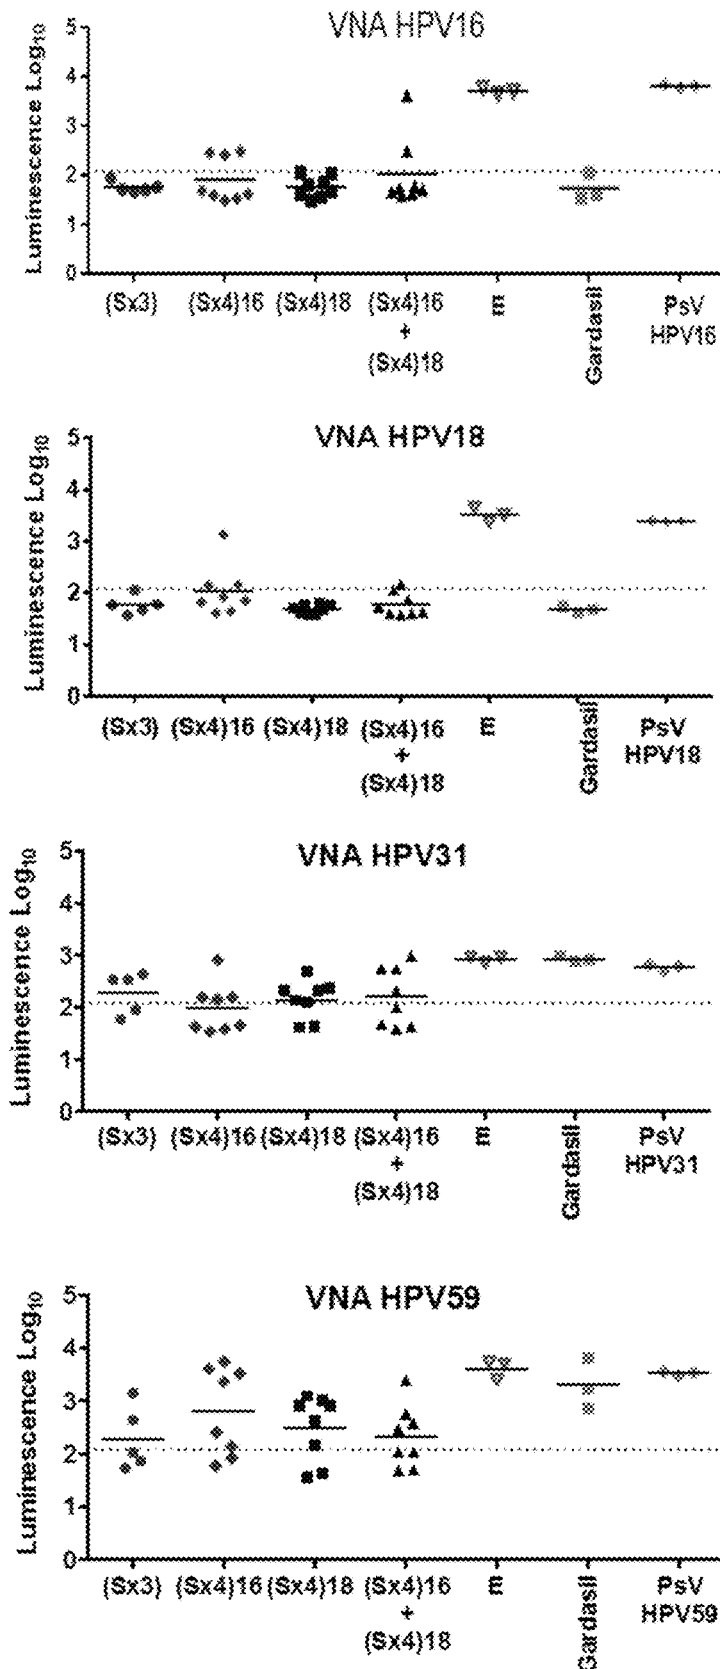 VNA HPV16
Luminescence Log10
5
4
3
2
1
0
(Sx3) (Sx4)16 (Sx4)18 (Sx4)16 + (Sx4)18 m Gardasil PsV HPV16
VNA HPV18
Luminescence Log10
5
4
3
2
1
0
(Sx3) (Sx4)16 (Sx4)18 (Sx4)16 + (Sx4)18 m Gardasil PsV HPV18
VNA HPV31
Luminescence Log10
5
4
3
2
1
0
(Sx3) (Sx4)16 (Sx4)18 (Sx4)16 + (Sx4)18 m Gardasil PsV HPV31
VNA HPV59
Luminescence Log10
5
4
3
2
1
0
(Sx3) (Sx4)16 (Sx4)18 (Sx4)16 + (Sx4)18 m Gardasil PsV HPV59